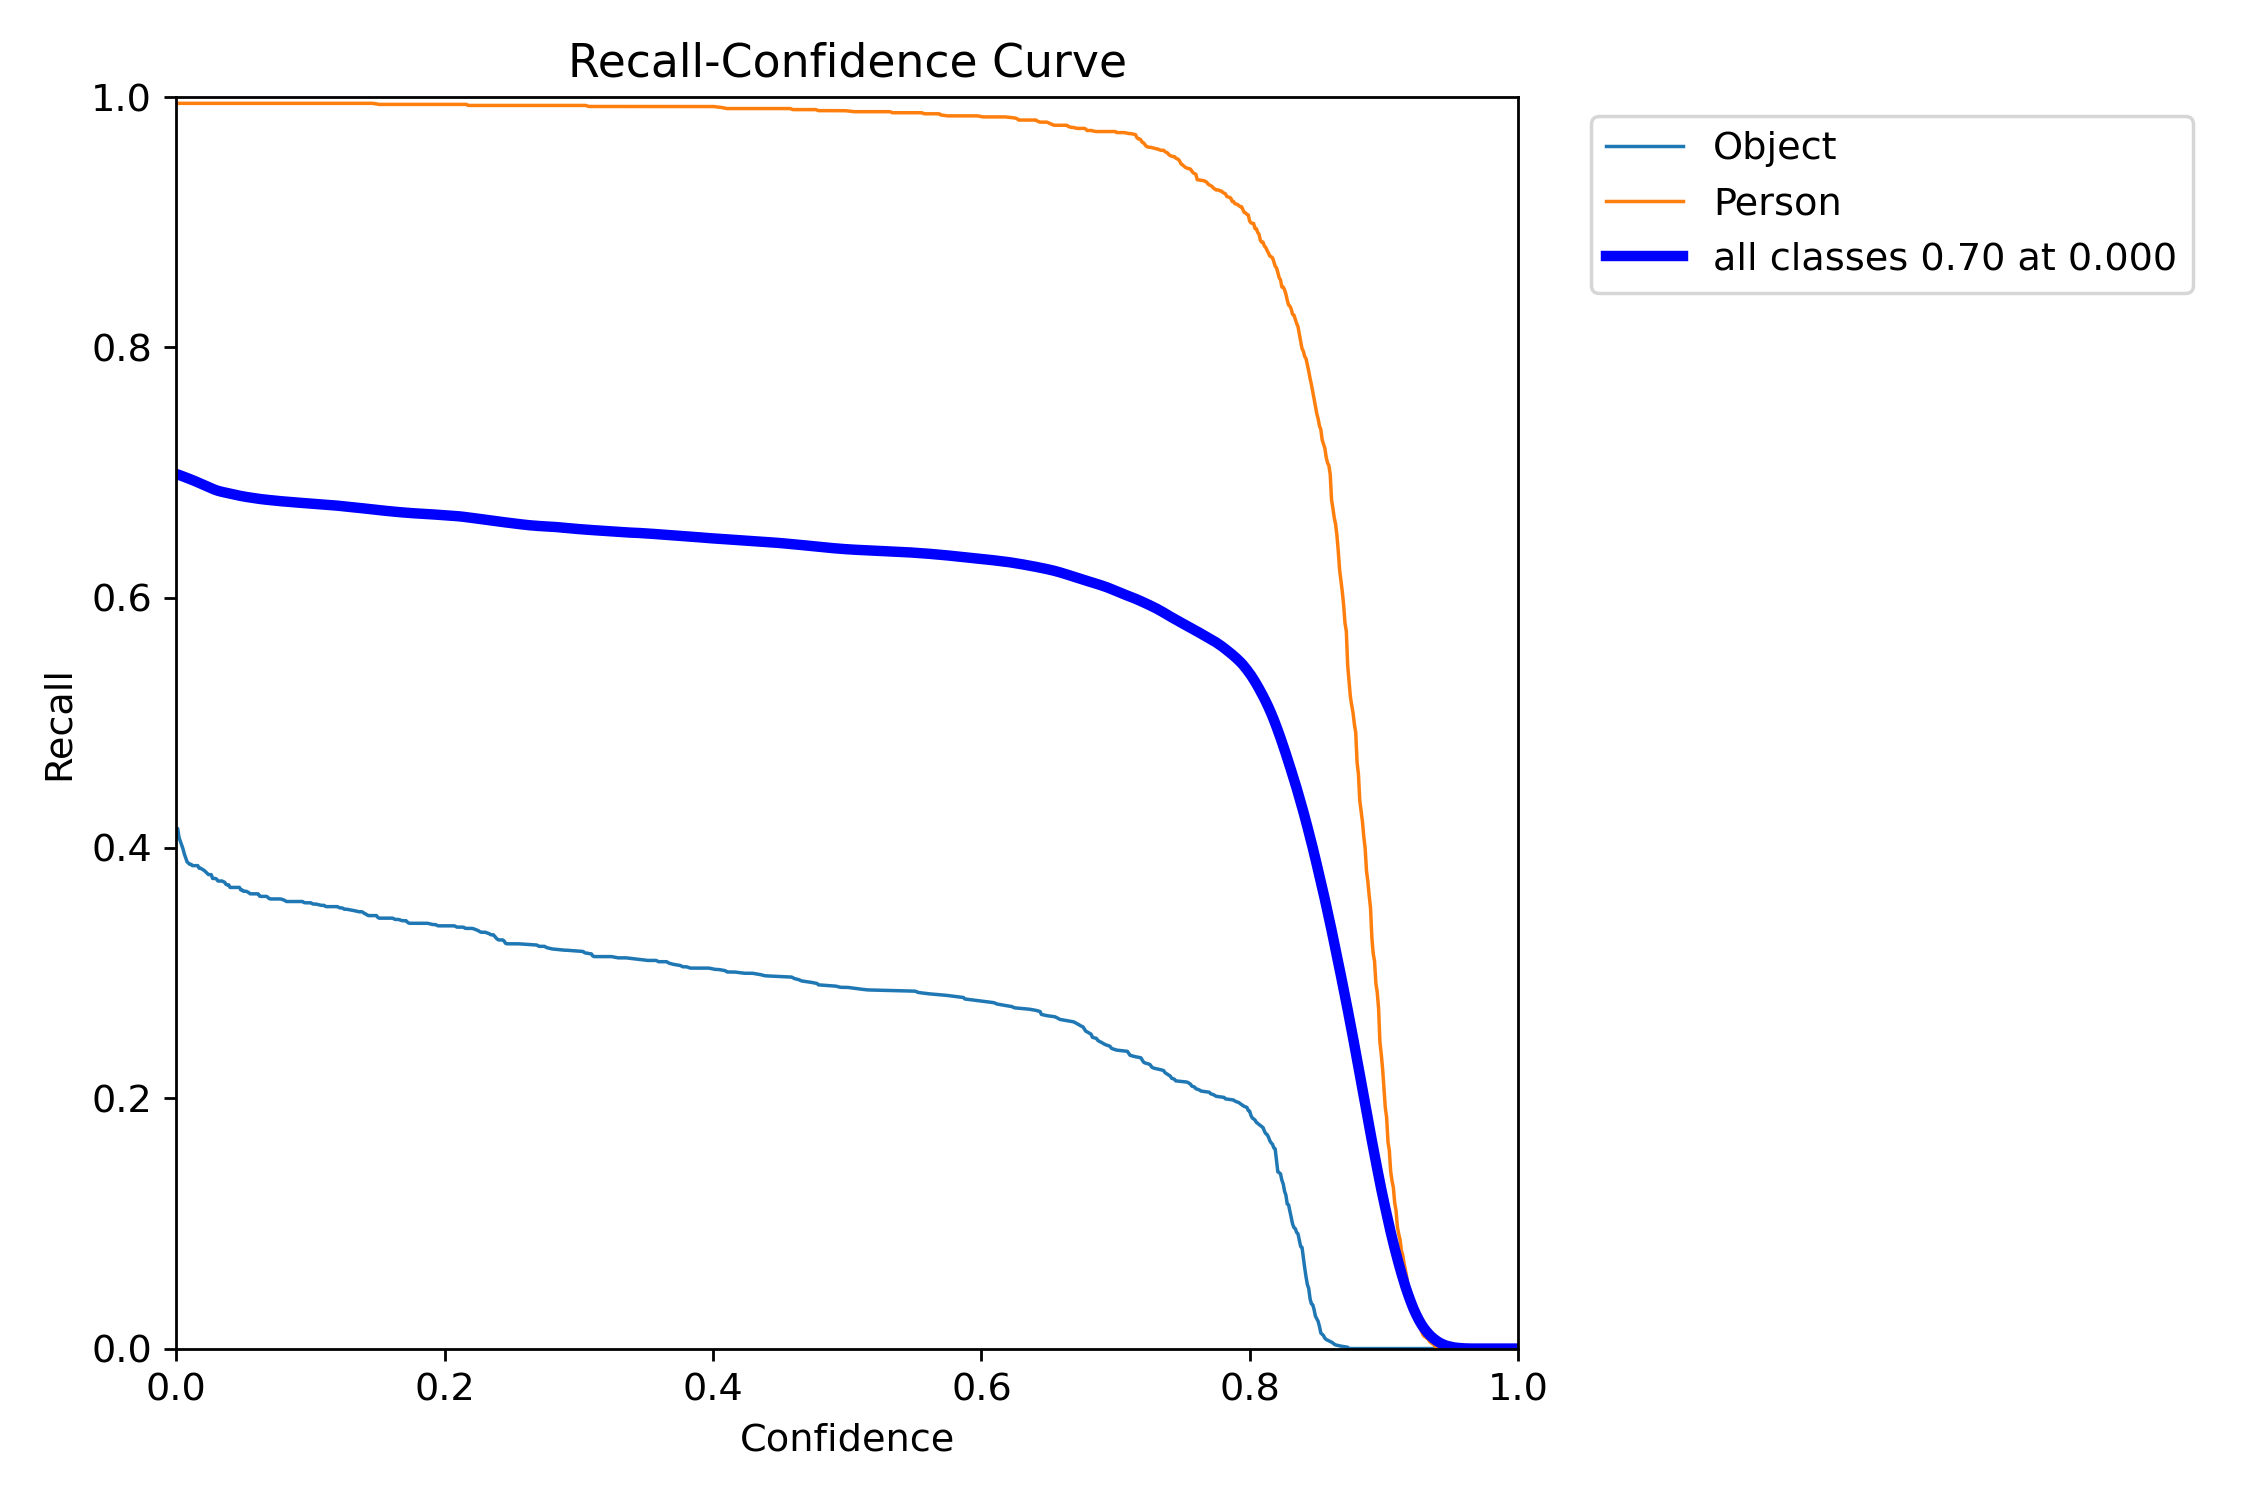 Recall-Confidence Curve
1.0
0.8
0.6
0.4
0.2
0.0
Recall
0.0 0.2 0.4 0.6 0.8 1.0
Confidence
Object
Person
all classes 0.70 at 0.000